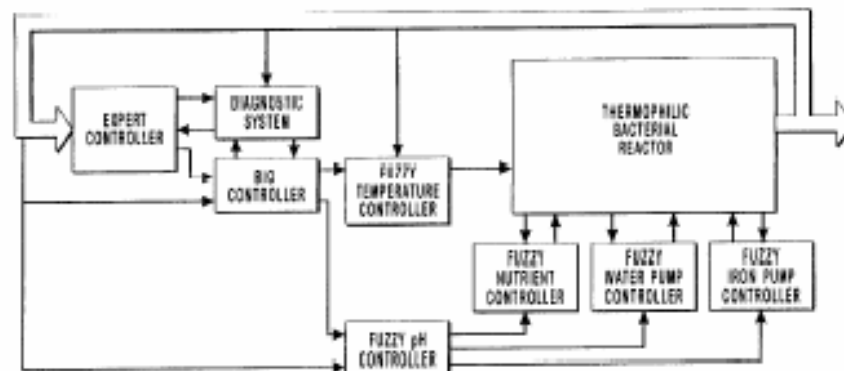 EXPERT
CONTROLLER
DIAGNOSTIC
SYSTEM
BIO
CONTROLLER
FUZZY
TEMPERATURE
CONTROLLER
THERMOPHILIC
BACTERIAL
REACTOR
FUZZY
NUTRIENT
CONTROLLER
FUZZY
WATER PUMP
CONTROLLER
FUZZY
IRON PUMP
CONTROLLER
FUZZY pH
CONTROLLER